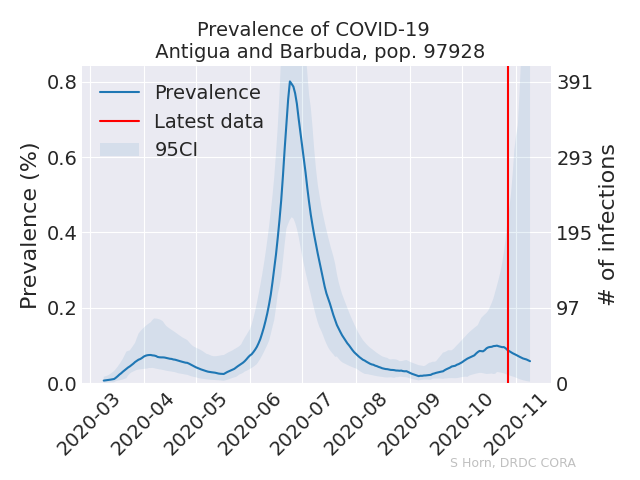 Prevalence of COVID-19
Antigua and Barbuda, pop. 97928
Prevalence (%)
0.8
0.6
0.4
0.2
0.0
Prevalence
Latest data
95CI
391
293
195
97
0
# of infections
2020-03
2020-04
2020-05
2020-06
2020-07
2020-08
2020-09
2020-10
2020-11
S Horn, DRDC CORA